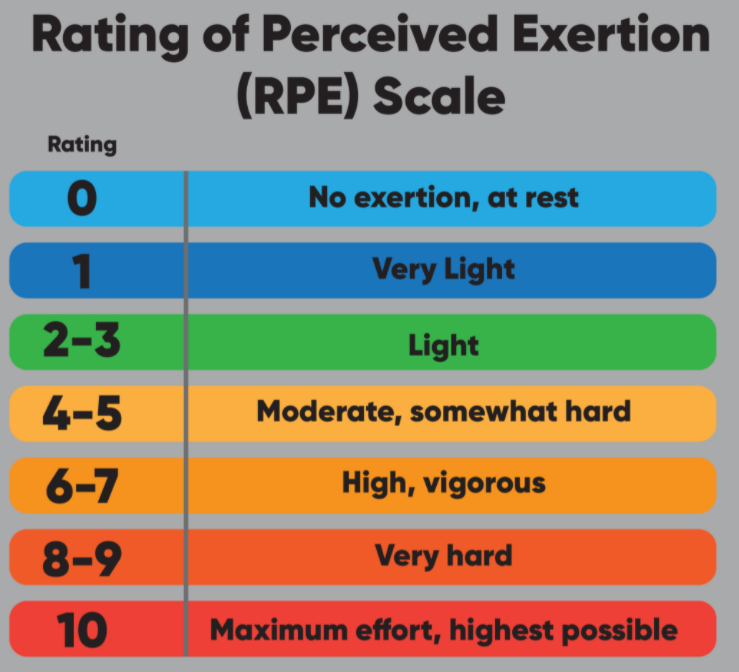 Rating of Perceived Exertion
(RPE) Scale
Rating
0 No exertion, at rest
1 Very Light
2-3 Light
4-5 Moderate, somewhat hard
6-7 High, vigorous
8-9 Very hard
10 Maximum effort, highest possible